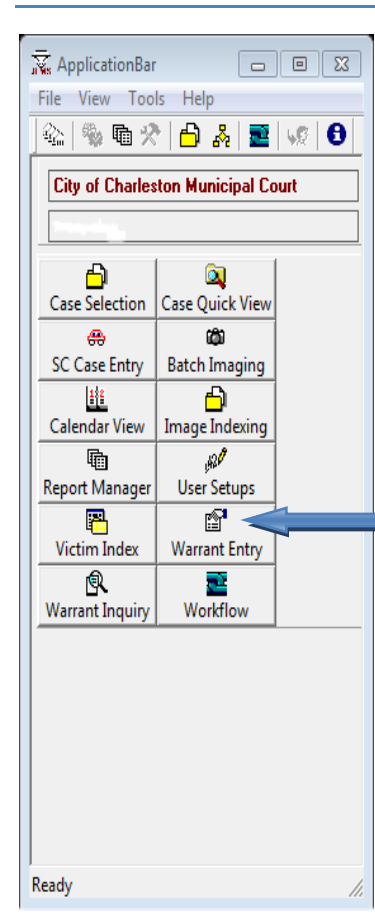 ApplicationBar
File View Tools Help
City of Charleston Municipal Court
Case Selection Case Quick View
SC Case Entry Batch Imaging
Calendar View Image Indexing
Report Manager User Setups
Victim Index Warrant Entry
Warrant Inquiry Workflow
Ready